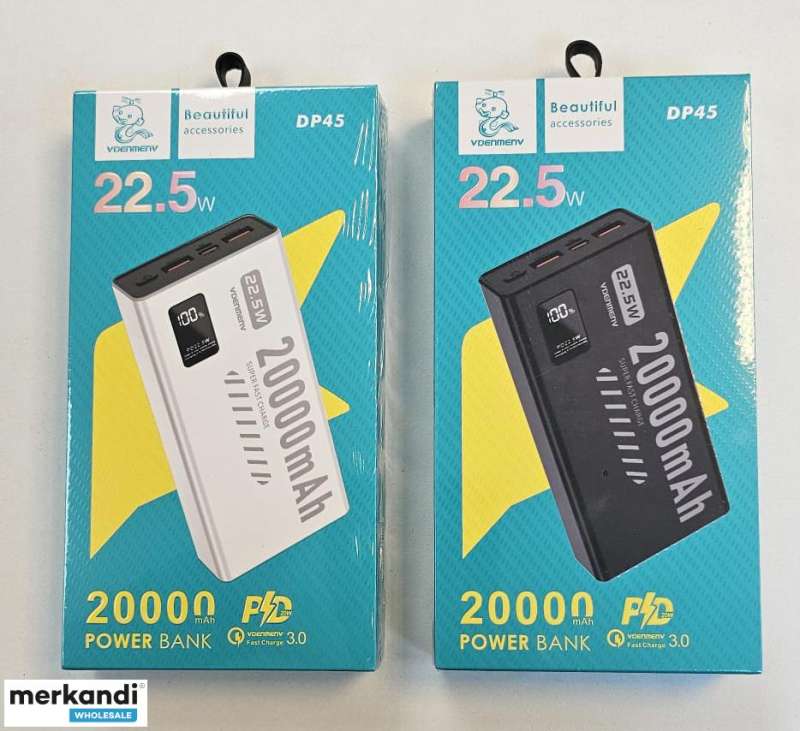 VDENMENV
Beautiful
accessories
DP45
22.5W
100%
22.5W
VDENMENV
20000mAh
SUPER FAST CHARGE
20000mAh
POWER BANK
PD
20W
VDENMENV
Fast Charge 3.0
VDENMENV
Beautiful
accessories
DP45
22.5W
100%
22.5W
VDENMENV
20000mAh
SUPER FAST CHARGE
20000mAh
POWER BANK
PD
20W
VDENMENV
Fast Charge 3.0
merkandi®
WHOLESALE